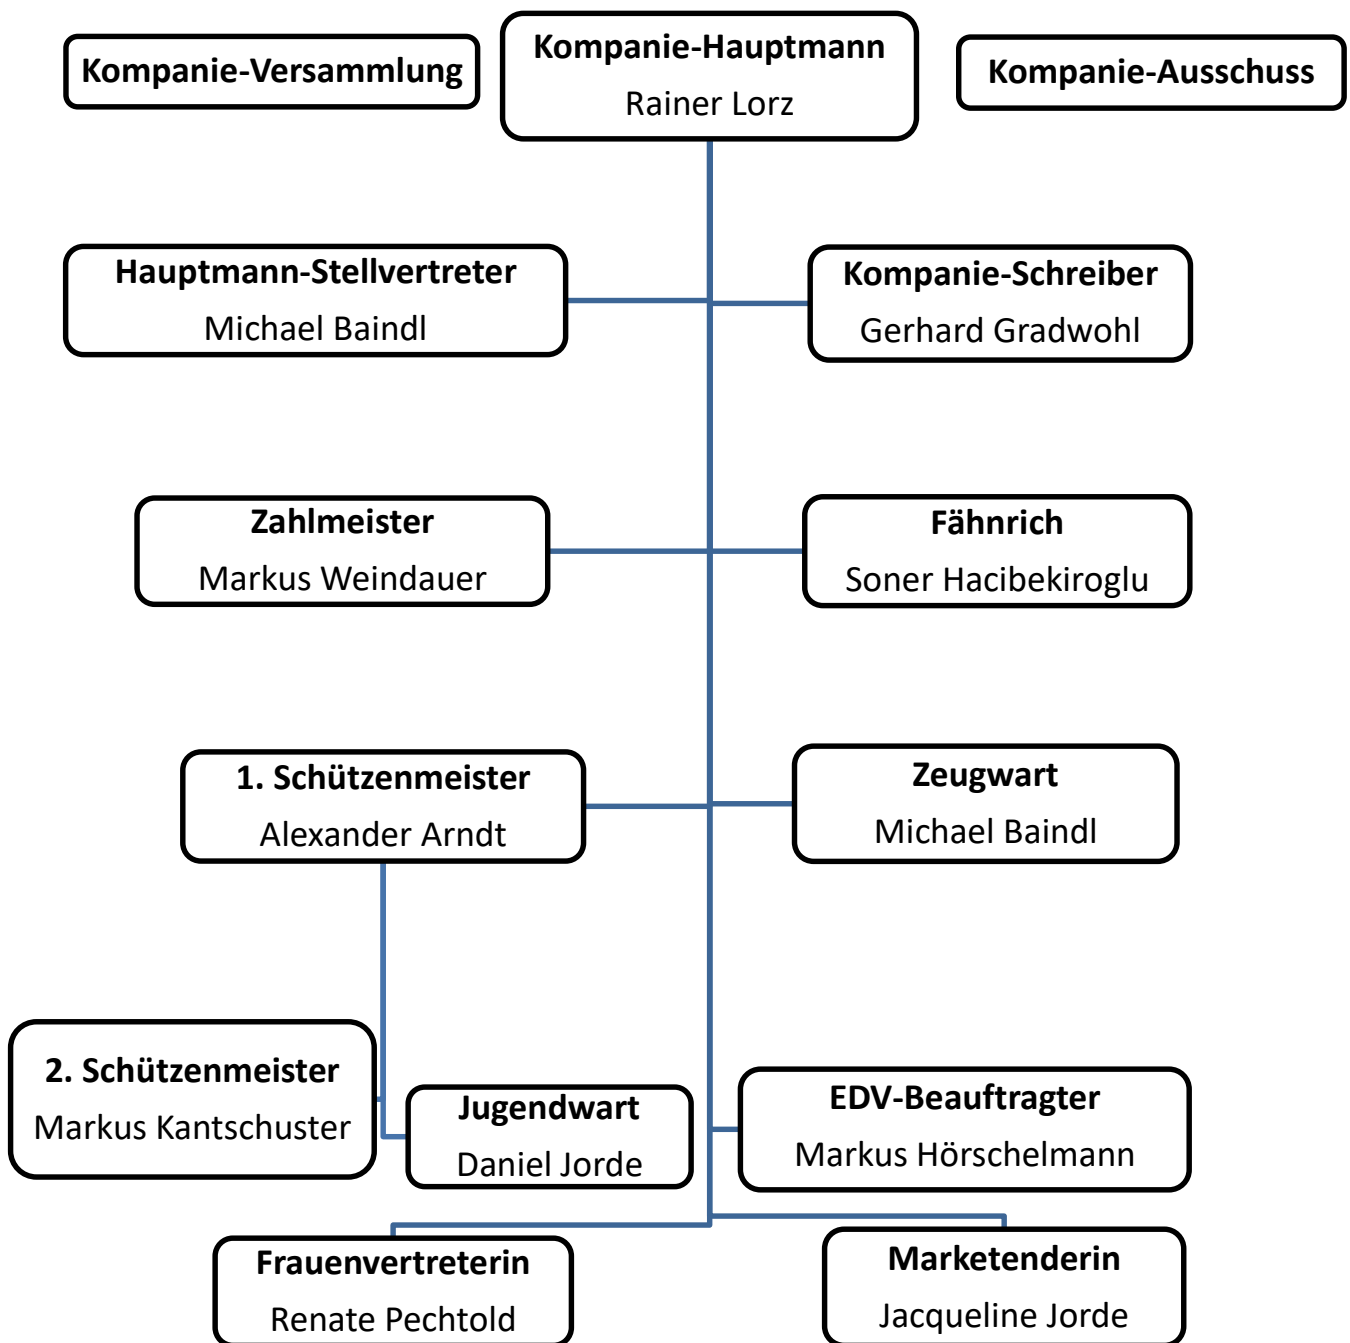 Kompanie-Versammlung
Kompanie-Hauptmann
Rainer Lorz
Kompanie-Ausschuss
Hauptmann-Stellvertreter
Michael Baindl
Kompanie-Schreiber
Gerhard Gradwohl
Zahlmeister
Markus Weindauer
Fähnrich
Soner Hacibekiroglu
1. Schützenmeister
Alexander Arndt
Zeugwart
Michael Baindl
2. Schützenmeister
Markus Kantschuster
Jugendwart
Daniel Jorde
EDV-Beauftragter
Markus Hörschelmann
Frauenvertreterin
Renate Pechtold
Marketenderin
Jacqueline Jorde